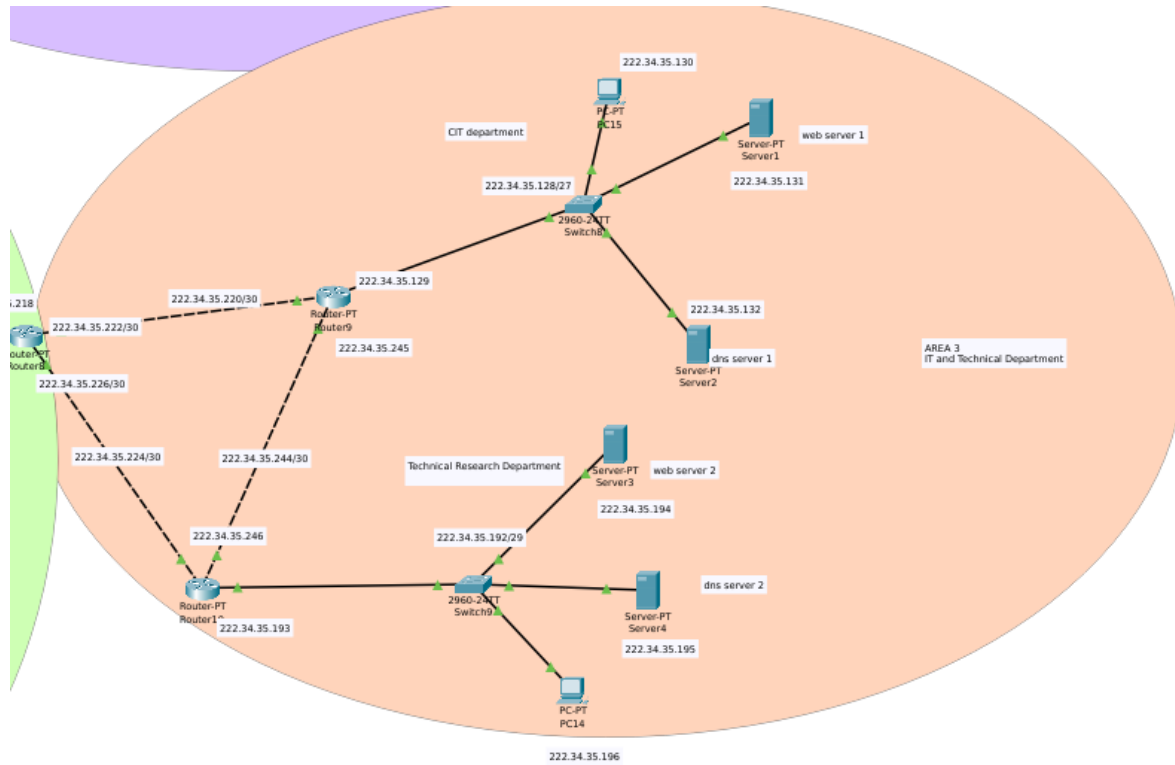 222.34.35.130
PC-PT
PC15
CIT department
web server 1
Server-PT
Server1
222.34.35.131
222.34.35.128/27
2960-24TT
Switch8
222.34.35.129
222.34.35.220/30
.218
222.34.35.222/30
Router-PT
Router9
222.34.35.132
dns server 1
Server-PT
Server2
222.34.35.245
AREA 3
IT and Technical Department
outer-PT
Router8
222.34.35.226/30
222.34.35.224/30
222.34.35.244/30
Technical Research Department
Server-PT
Server3
web server 2
222.34.35.194
222.34.35.246
222.34.35.192/29
Router-PT
222.34.35.193
2960-24TT
Switch9
dns server 2
Server-PT
Server4
222.34.35.195
PC-PT
PC14
222.34.35.196